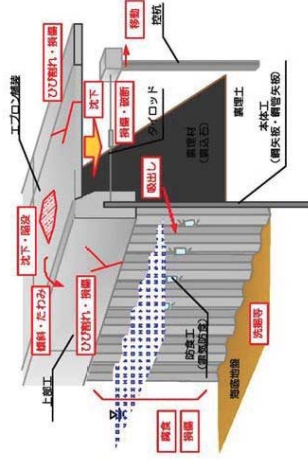 エプロン舗装
ひび割れ・損傷
沈下・陥没
傾斜・たわみ
上部工
ひび割れ・損傷
沈下
損傷・破断
タイロッド
移動
控杭
裏埋材
(裏込石)
裏埋土
吸出し
本体工
(鋼矢板・鋼管矢板)
防食工
(電気防食)
腐食
損傷
海底地盤
洗掘等